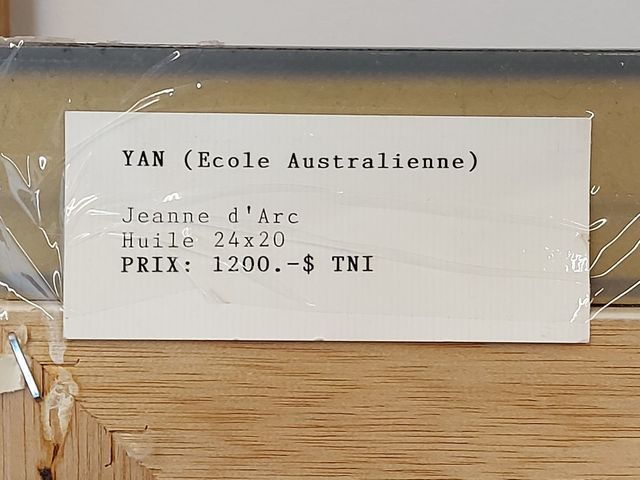 YAN (Ecole Australienne)
Jeanne d'Arc
Huile 24x20
PRIX: 1200.-$ TNI